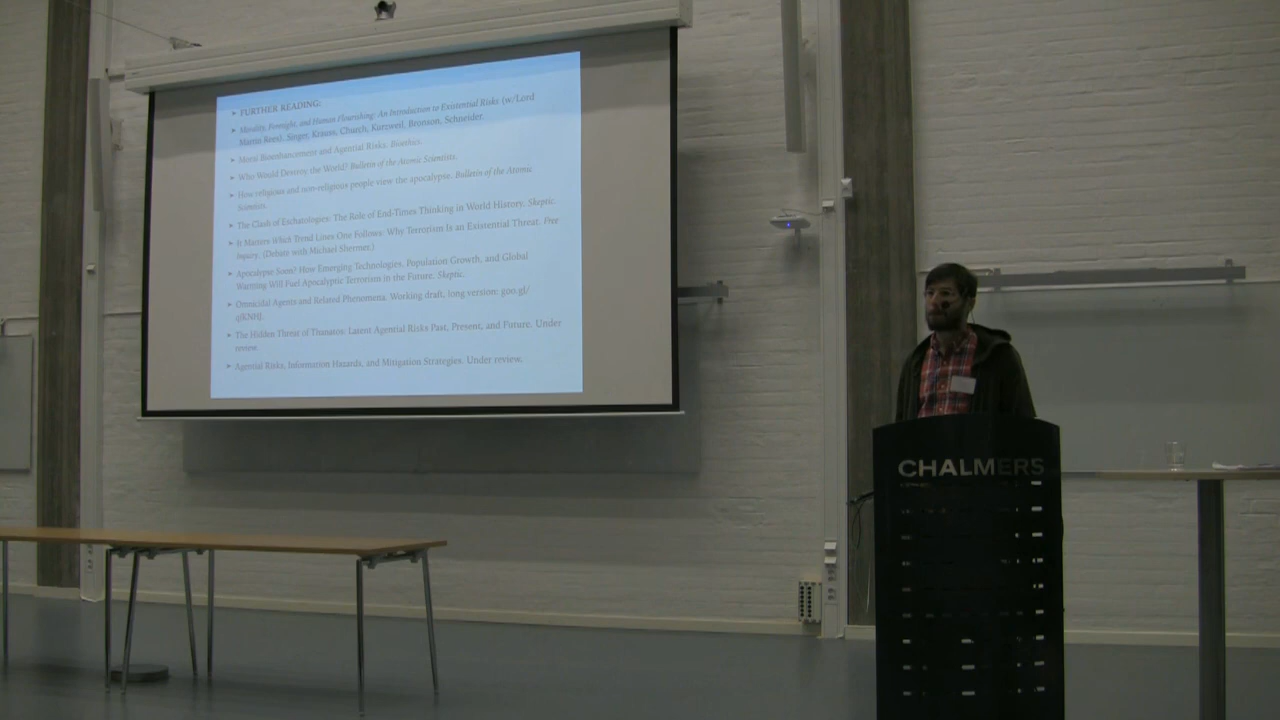 ▸ FURTHER READING:
▸ Morality, Foresight, and Human Flourishing: An Introduction to Existential Risks (w/Lord
Martin Rees). Singer, Krauss, Church, Kurzweil, Bronson, Schneider.
▸ Moral Bioenhancement and Agential Risks. Bioethics.
▸ Who Would Destroy the World? Bulletin of the Atomic Scientists.
▸ How religious and non-religious people view the apocalypse. Bulletin of the Atomic
Scientists.
▸ The Clash of Eschatologies: The Role of End-Times Thinking in World History. Skeptic.
▸ It Matters Which Trend Lines One Follows: Why Terrorism Is an Existential Threat. Free
Inquiry. (Debate with Michael Shermer.)
▸ Apocalypse Soon? How Emerging Technologies, Population Growth, and Global
Warming Will Fuel Apocalyptic Terrorism in the Future. Skeptic.
▸ Omnicidal Agents and Related Phenomena. Working draft, long version: goo.gl/
▸ The Hidden Threat of Thanatos: Latent Agential Risks Past, Present, and Future. Under
review.
▸ Agential Risks, Information Hazards, and Mitigation Strategies. Under review.
CHALMERS